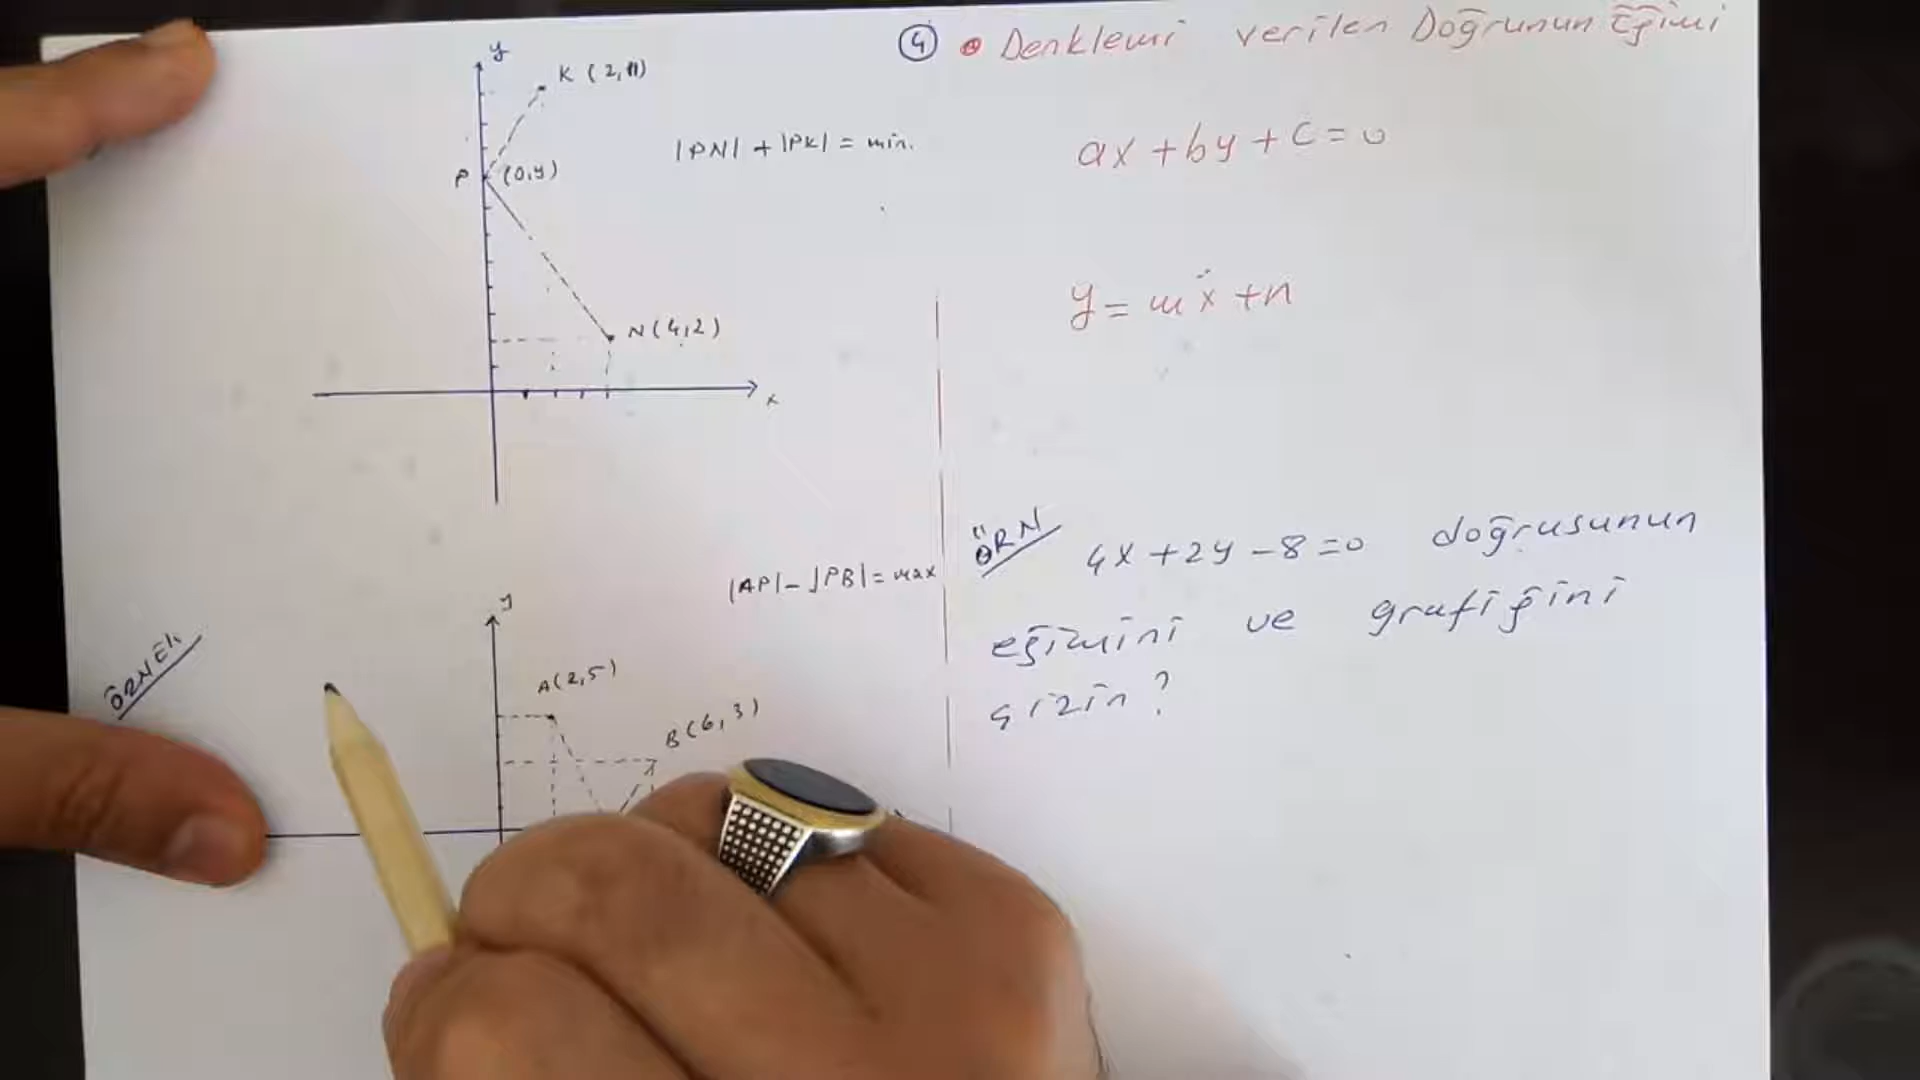 y
K (2,11)
P (0,y)
|PN| + |PK| = min.
N(4,2)
x
|AP| - |PB| = max
ÖRNEK
y
A(2,5)
B(6,3)
4 Denklemi verilen Doğrunun Eğimi
ax + by + c = 0
y = mx + n
ÖRN 4x + 2y - 8 = 0 doğrusunun
eğimini ve grafiğini
çizin?